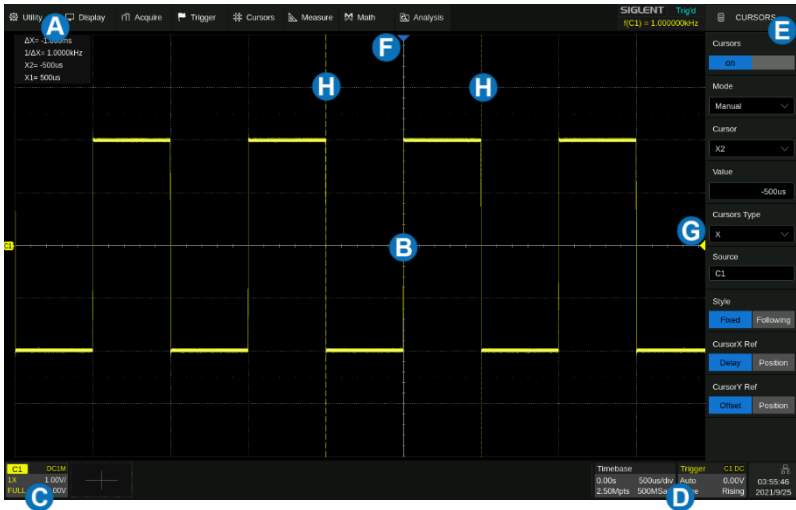 Utility A Display Acquire Trigger Cursors Measure Math Analysis
SIGLENT Trig'd
f(C1) = 1.000000kHz
CURSORS
E
F
ΔX= -1.000ms
1/ΔX= 1.0000kHz
X2= -500us
X1= 500us
H H
B
G
C1
Cursors
on
Mode
Manual
Cursor
X2
Value
-500us
Cursors Type
X
Source
C1
Style
Fixed Following
CursorX Ref
Delay Position
CursorY Ref
Offset Position
C1 DC1M
1X 1.00V/
FULL
C
Timebase
0.00s 500us/div
2.50Mpts
D
Trigger C1 DC
Auto 0.00V
Rising
03:55:46
2021/9/25